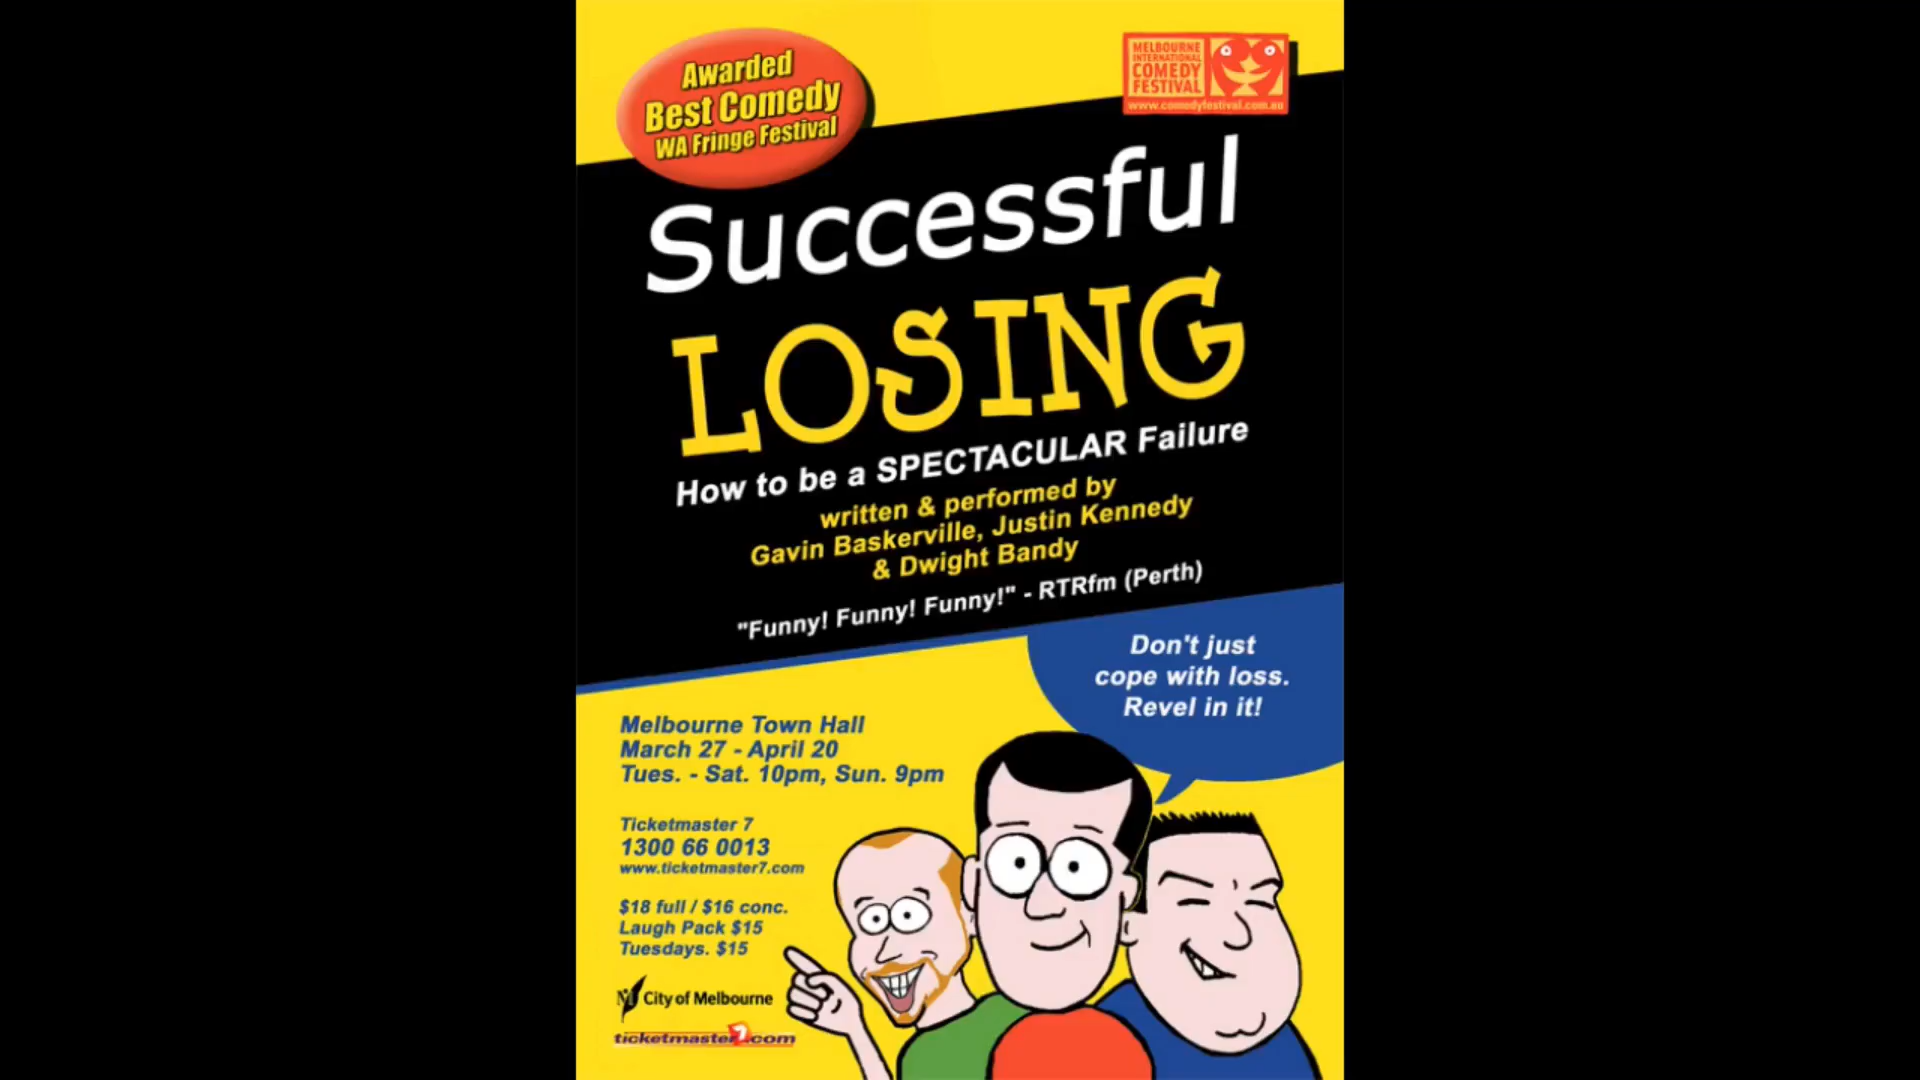 Awarded
Best Comedy
WA Fringe Festival
MELBOURNE
INTERNATIONAL
COMEDY
FESTIVAL
www.comedyfestival.com.au
Successful
LOSING
How to be a SPECTACULAR Failure
written & performed by
Gavin Baskerville, Justin Kennedy
& Dwight Bandy
"Funny! Funny! Funny!" - RTRfm (Perth)
Don't just
cope with loss.
Revel in it!
Melbourne Town Hall
March 27 - April 20
Tues. - Sat. 10pm, Sun. 9pm
Ticketmaster 7
1300 66 0013
www.ticketmaster7.com
$18 full / $16 conc.
Laugh Pack $15
Tuesdays. $15
City of Melbourne
ticketmaster7.com